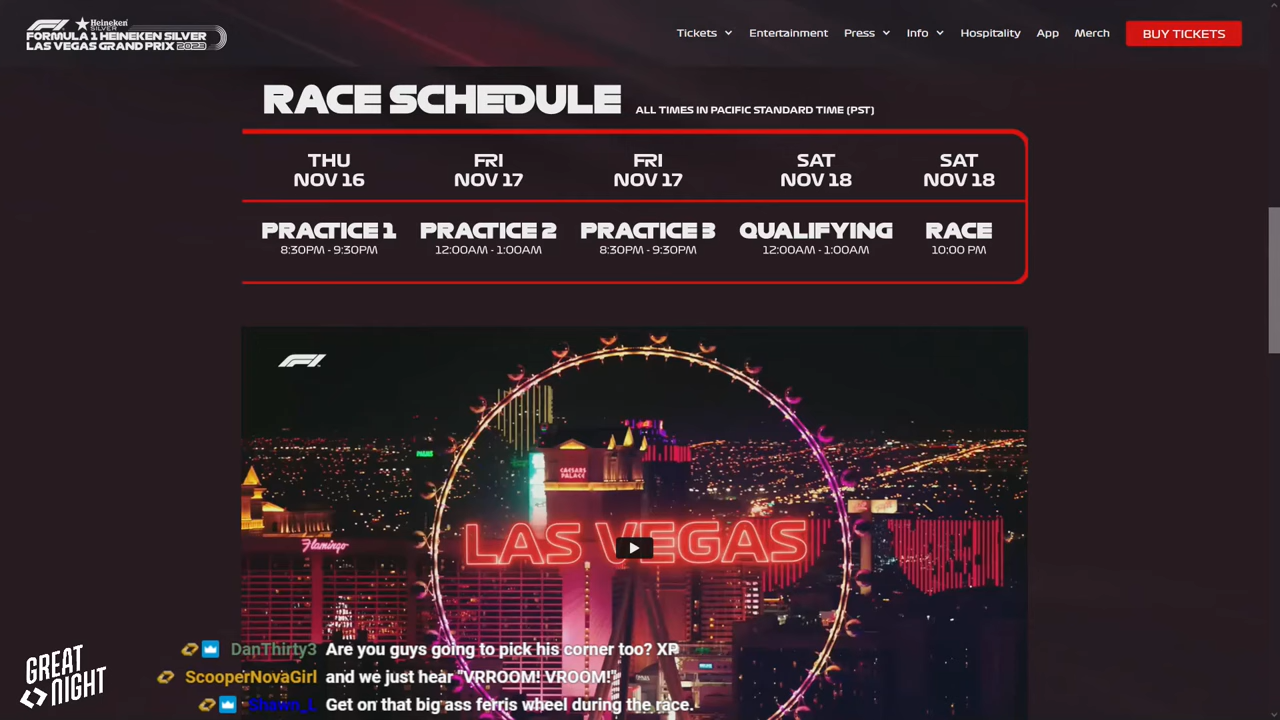 F1 Heineken SILVER
FORMULA 1 HEINEKEN SILVER
LAS VEGAS GRAND PRIX 2023
Tickets Entertainment Press Info Hospitality App Merch BUY TICKETS
RACE SCHEDULE ALL TIMES IN PACIFIC STANDARD TIME (PST)
THU FRI FRI SAT SAT
NOV 16 NOV 17 NOV 17 NOV 18 NOV 18
PRACTICE 1 PRACTICE 2 PRACTICE 3 QUALIFYING RACE
8:30PM - 9:30PM 12:00AM - 1:00AM 8:30PM - 9:30PM 12:00AM - 1:00AM 10:00 PM
F1
PARIS
CAESARS
PALACE
LAS VEGAS
Flamingo
DanThirty3 Are you guys going to pick his corner too? XP
ScooperNovaGirl and we just hear "VRROOM! VROOM!"
Shawn_L Get on that big ass ferris wheel during the race.
GREAT
NIGHT